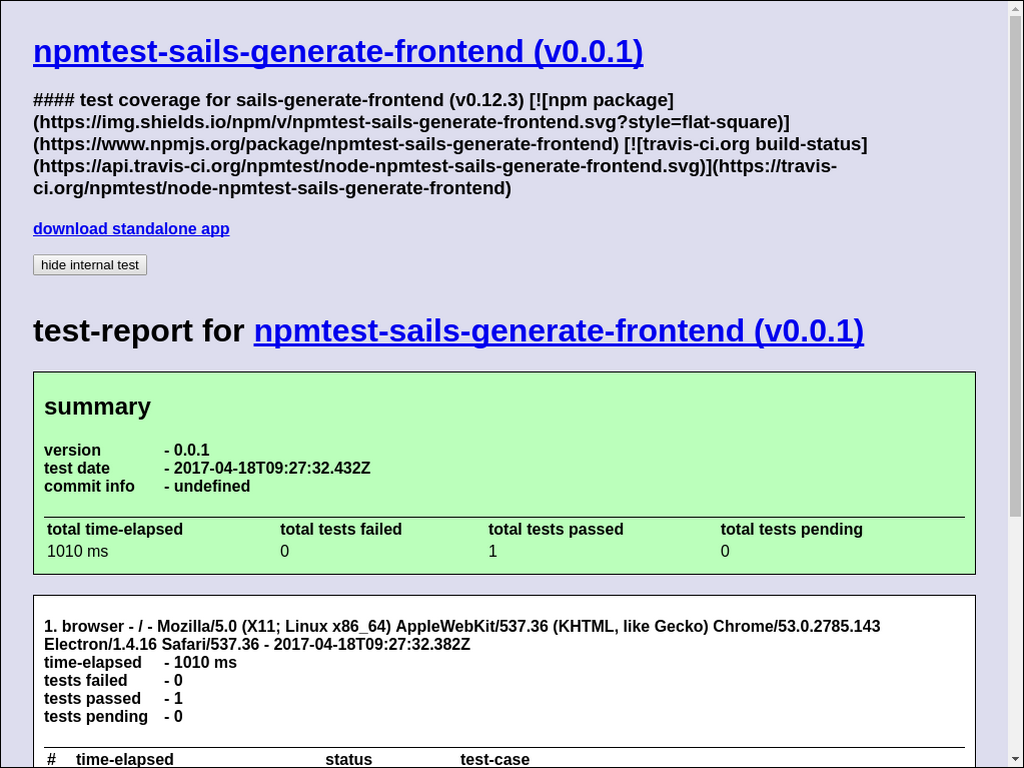 npmtest-sails-generate-frontend (v0.0.1)
#### test coverage for sails-generate-frontend (v0.12.3) [![npm package]
(https://img.shields.io/npm/v/npmtest-sails-generate-frontend.svg?style=flat-square)]
(https://www.npmjs.org/package/npmtest-sails-generate-frontend) [![travis-ci.org build-status]
(https://api.travis-ci.org/npmtest/node-npmtest-sails-generate-frontend.svg)](https://travis-
ci.org/npmtest/node-npmtest-sails-generate-frontend)
download standalone app
hide internal test
test-report for npmtest-sails-generate-frontend (v0.0.1)
summary
version - 0.0.1
test date - 2017-04-18T09:27:32.432Z
commit info - undefined
total time-elapsed total tests failed total tests passed total tests pending
1010 ms 0 1 0
1. browser - / - Mozilla/5.0 (X11; Linux x86_64) AppleWebKit/537.36 (KHTML, like Gecko) Chrome/53.0.2785.143
Electron/1.4.16 Safari/537.36 - 2017-04-18T09:27:32.382Z
time-elapsed - 1010 ms
tests failed - 0
tests passed - 1
tests pending - 0
# time-elapsed status test-case